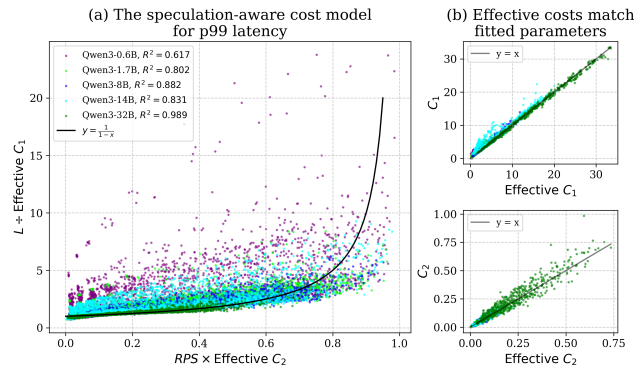 (a) The speculation-aware cost model
for p99 latency
Qwen3-0.6B, R² = 0.617
Qwen3-1.7B, R² = 0.802
Qwen3-8B, R² = 0.882
Qwen3-14B, R² = 0.831
Qwen3-32B, R² = 0.989
y = 1/(1−x)
L ÷ Effective C₁
20
15
10
5
0
0.0 0.2 0.4 0.6 0.8 1.0
RPS × Effective C₂
(b) Effective costs match
fitted parameters
y = x
C₁
30
20
10
0
0 10 20 30
Effective C₁
y = x
C₂
1.00
0.75
0.50
0.25
0.00
0.00 0.25 0.50 0.75
Effective C₂